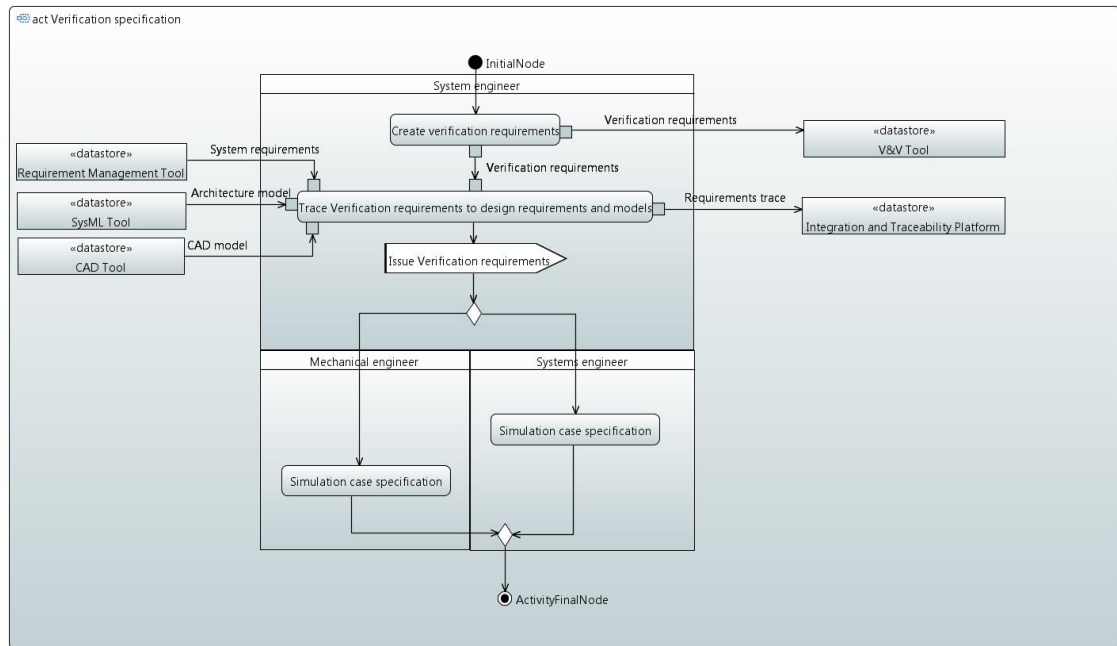 act Verification specification
InitialNode
System engineer
Create verification requirements
Verification requirements
«datastore»
V&V Tool
«datastore»
Requirement Management Tool
System requirements
Verification requirements
«datastore»
SysML Tool
Architecture model
Trace Verification requirements to design requirements and models
Requirements trace
«datastore»
Integration and Traceability Platform
«datastore»
CAD Tool
CAD model
Issue Verification requirements
Mechanical engineer
Systems engineer
Simulation case specification
Simulation case specification
ActivityFinalNode